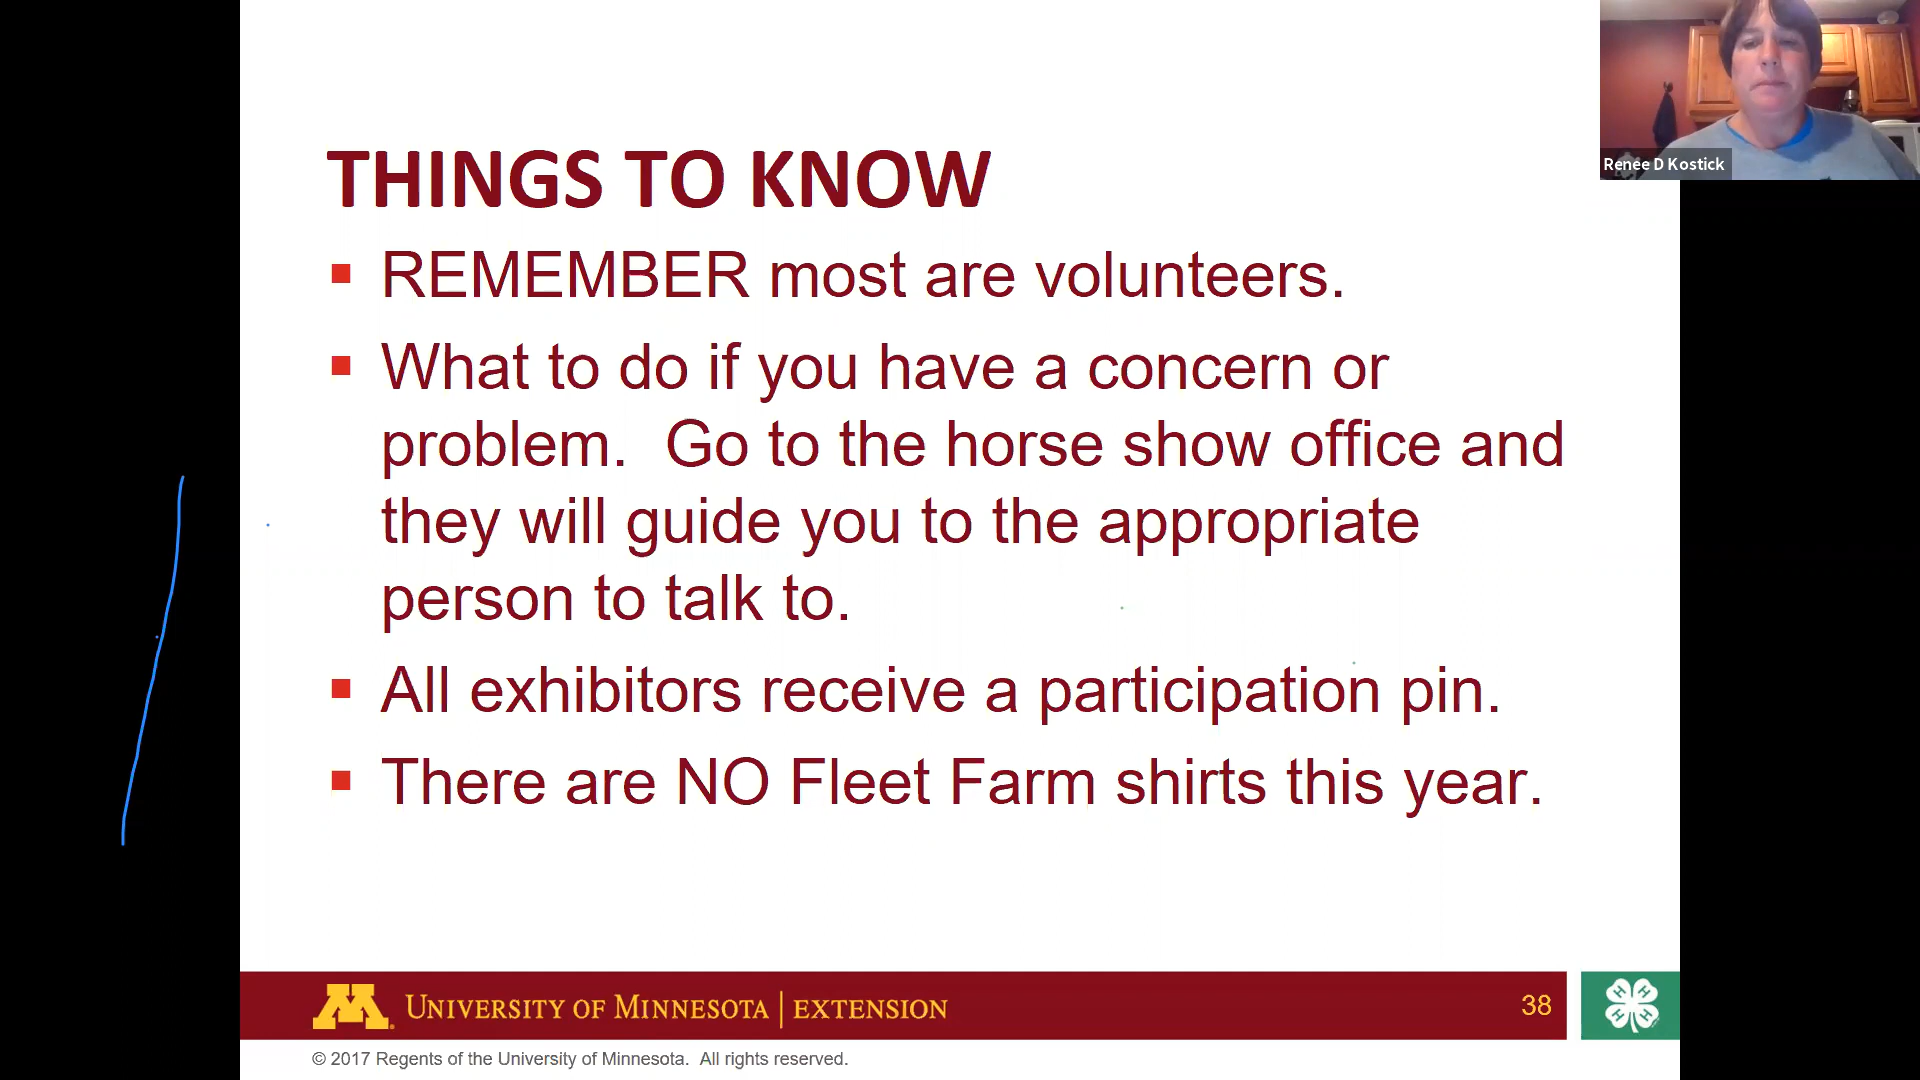 Renee D Kostick
THINGS TO KNOW
▪ REMEMBER most are volunteers.
▪ What to do if you have a concern or
problem.  Go to the horse show office and
they will guide you to the appropriate
person to talk to.
▪ All exhibitors receive a participation pin.
▪ There are NO Fleet Farm shirts this year.
M UNIVERSITY OF MINNESOTA | EXTENSION
38
H H H H
© 2017 Regents of the University of Minnesota.  All rights reserved.